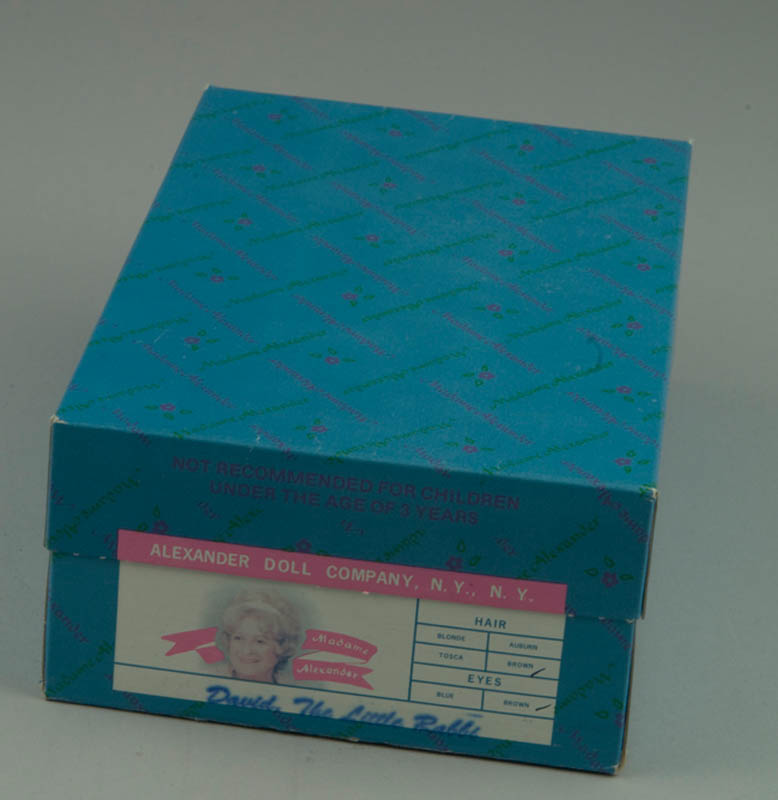 NOT RECOMMENDED FOR CHILDREN
UNDER THE AGE OF 3 YEARS
ALEXANDER DOLL COMPANY, N. Y., N. Y.
Madame
Alexander
HAIR
BLONDE AUBURN
TOSCA BROWN
EYES
BLUE BROWN
David, The Little Rabbi